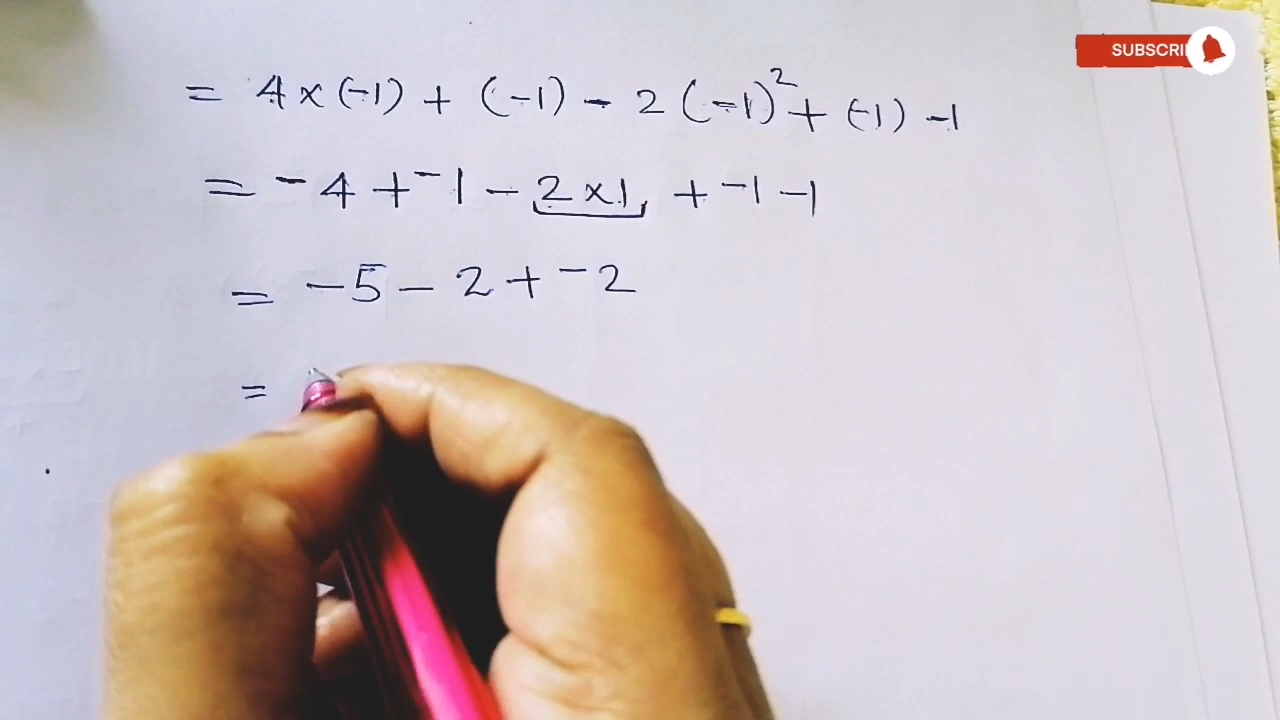 SUBSCRI
= 4 × (-1) + (-1) - 2 (-1)² + (-1) -1
= -4 + -1 - 2 × 1 + -1 -1
= -5 - 2 + -2
=